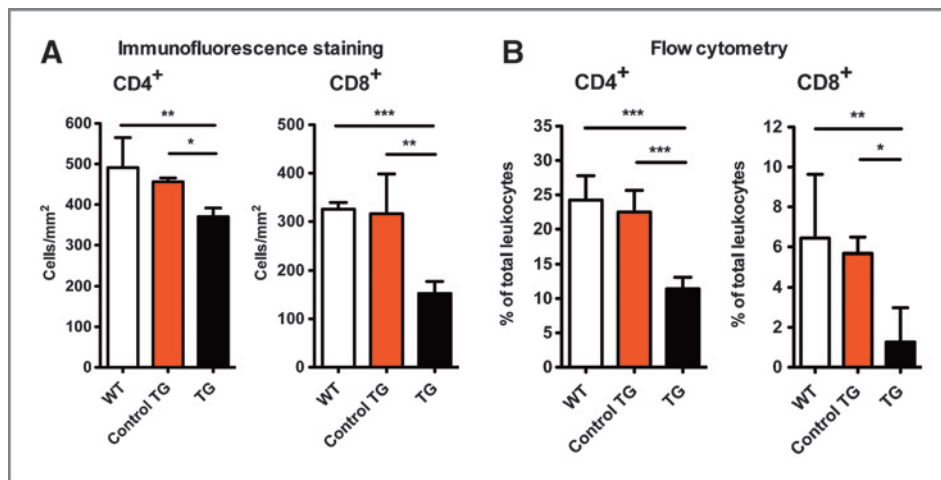 A Immunofluorescence staining
CD4+
CD8+
** 
*
***
**
Cells/mm2
600
500
400
300
200
100
0
WT
Control TG
TG
Cells/mm2
500
400
300
200
100
0
WT
Control TG
TG
B Flow cytometry
CD4+
CD8+
***
***
**
*
% of total leukocytes
35
30
25
20
15
10
5
0
WT
Control TG
TG
% of total leukocytes
12
10
8
6
4
2
0
WT
Control TG
TG